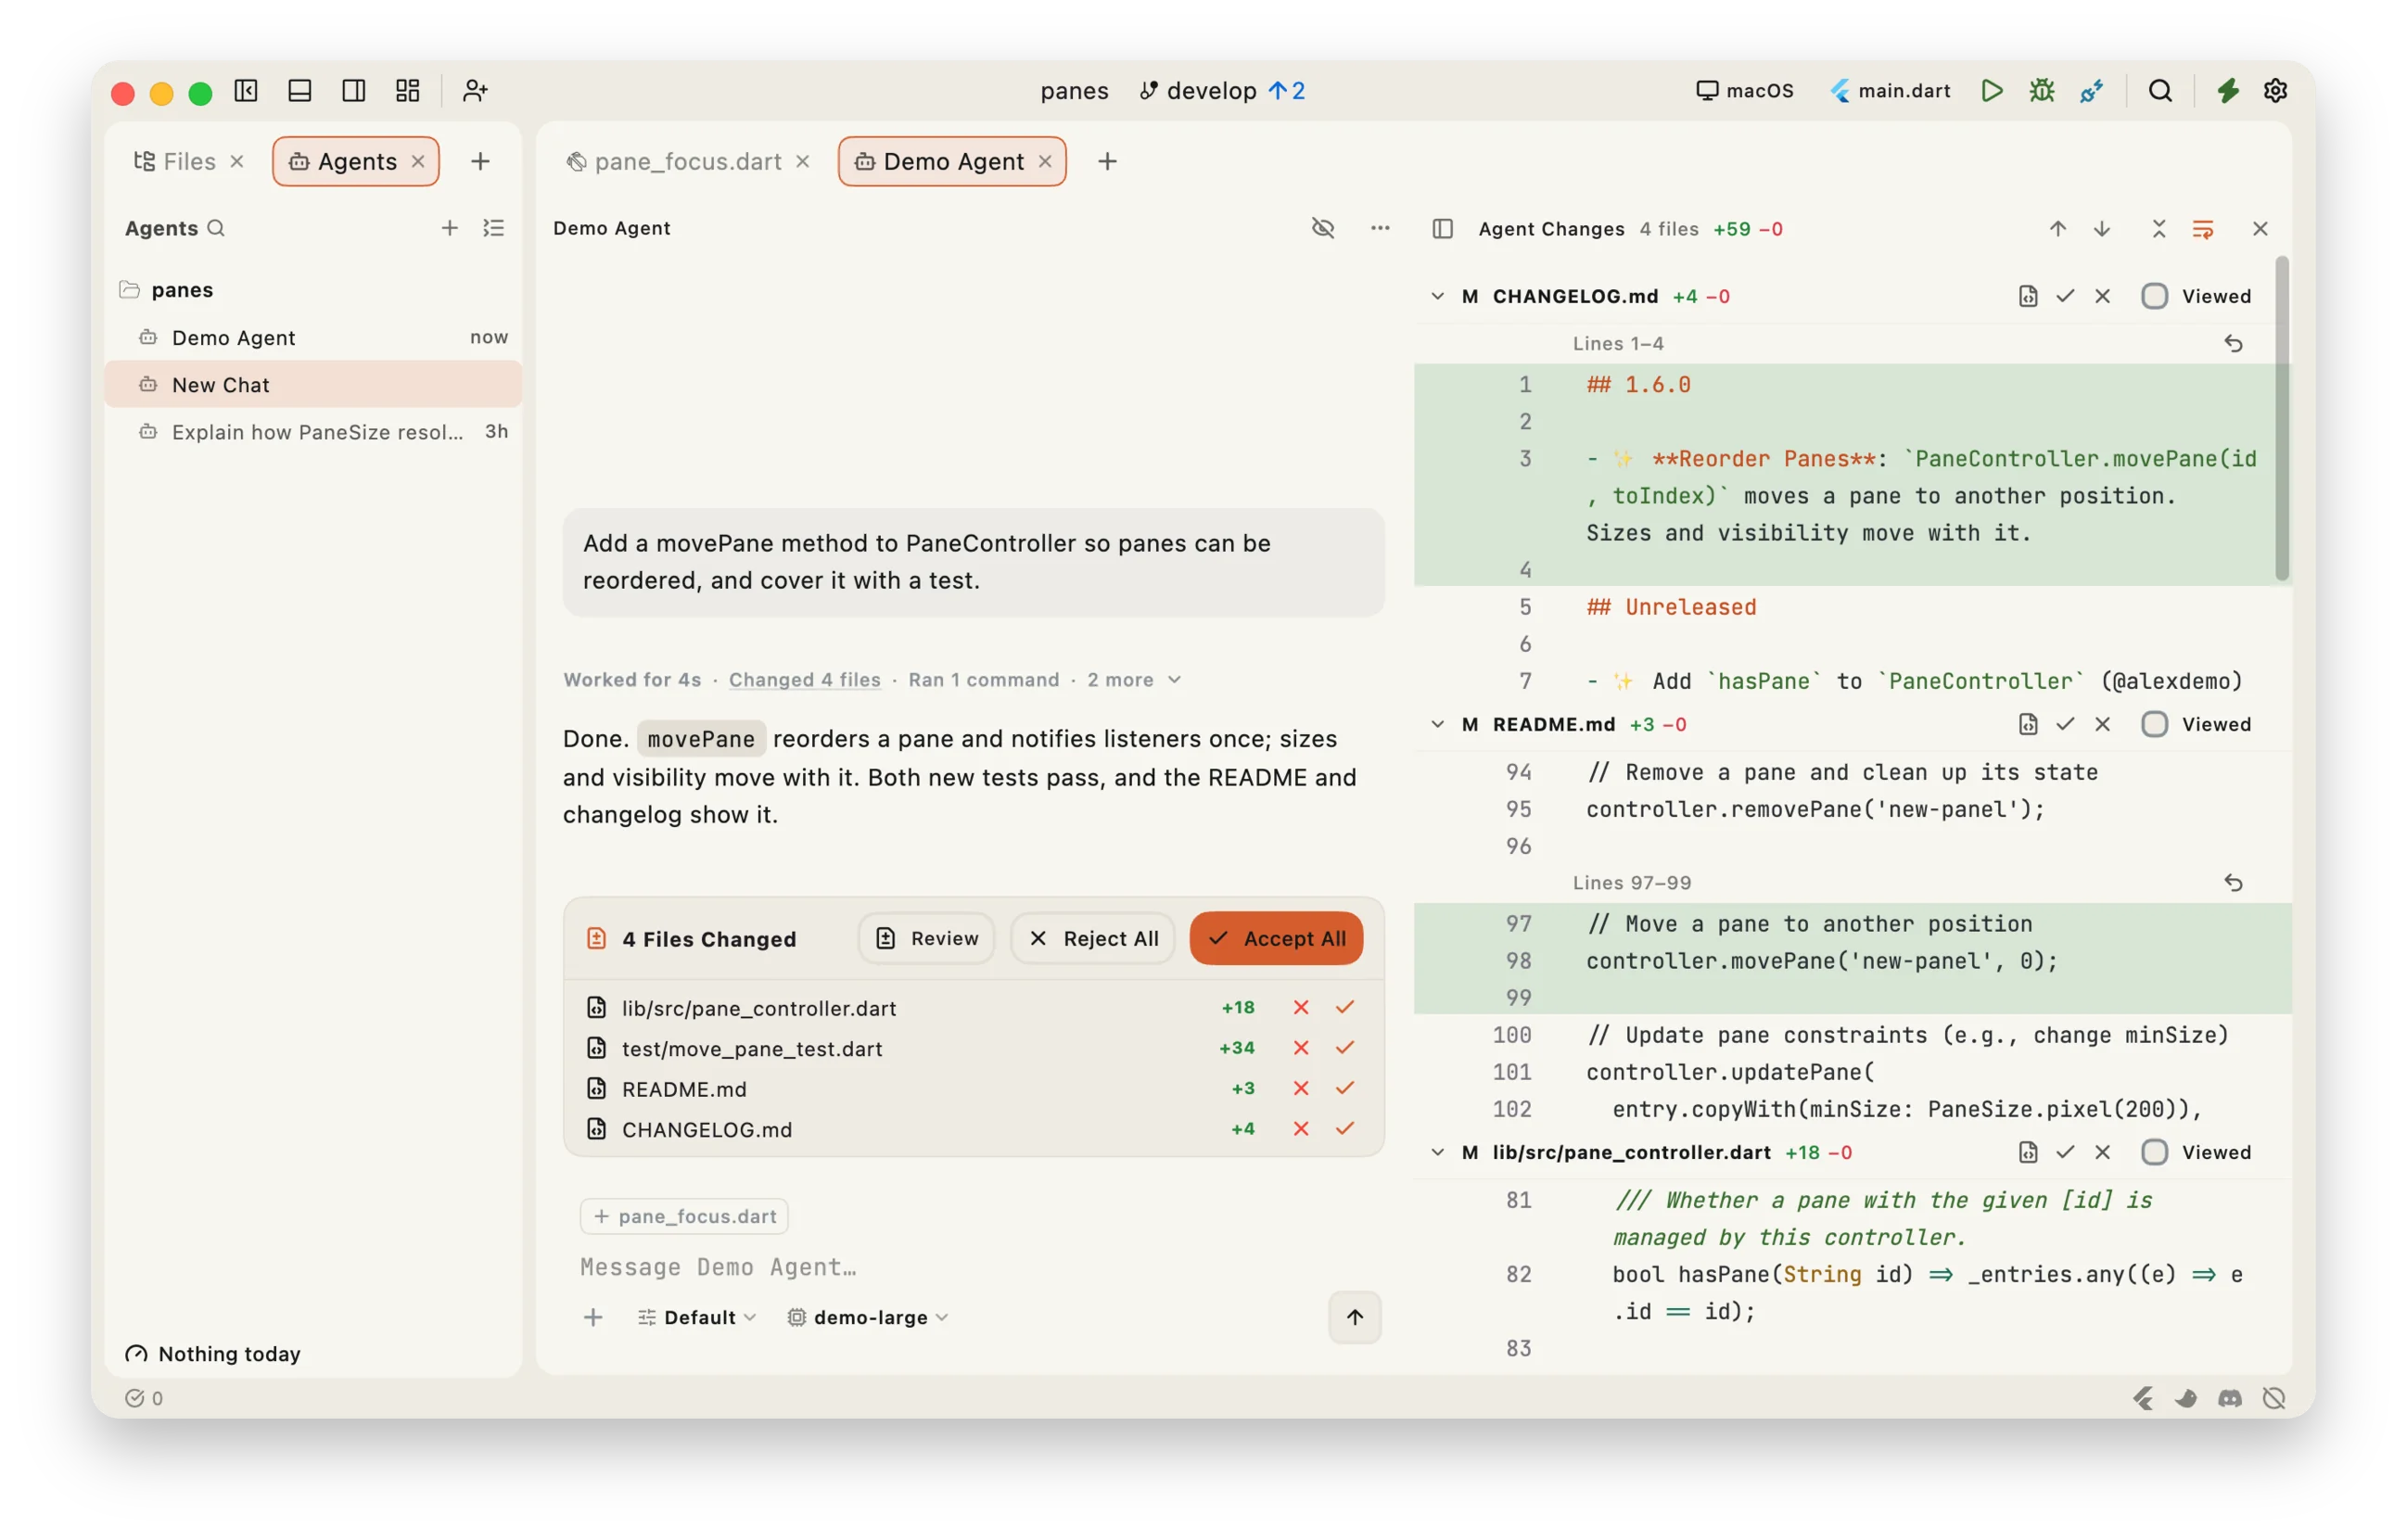 panes develop 2
macOS main.dart
Files
Agents
pane_focus.dart
Demo Agent
Agents
panes
Demo Agent now
New Chat
Explain how PaneSize resol... 3h
Nothing today
0
Demo Agent
Add a movePane method to PaneController so panes can be
reordered, and cover it with a test.
Worked for 4s · Changed 4 files · Ran 1 command · 2 more
Done. movePane reorders a pane and notifies listeners once; sizes
and visibility move with it. Both new tests pass, and the README and
changelog show it.
4 Files Changed Review Reject All Accept All
lib/src/pane_controller.dart +18
test/move_pane_test.dart +34
README.md +3
CHANGELOG.md +4
+ pane_focus.dart
Message Demo Agent…
Default demo-large
Agent Changes 4 files +59 −0
M CHANGELOG.md +4 −0 Viewed
Lines 1–4
1 ## 1.6.0
2
3 - ✨ **Reorder Panes**: `PaneController.movePane(id
, toIndex)` moves a pane to another position.
Sizes and visibility move with it.
4
5 ## Unreleased
6
7 - ✨ Add `hasPane` to `PaneController` (@alexdemo)
M README.md +3 −0 Viewed
94 // Remove a pane and clean up its state
95 controller.removePane('new-panel');
96
Lines 97–99
97 // Move a pane to another position
98 controller.movePane('new-panel', 0);
99
100 // Update pane constraints (e.g., change minSize)
101 controller.updatePane(
102 entry.copyWith(minSize: PaneSize.pixel(200)),
M lib/src/pane_controller.dart +18 −0 Viewed
81 /// Whether a pane with the given [id] is
managed by this controller.
82 bool hasPane(String id) => _entries.any((e) => e
.id == id);
83